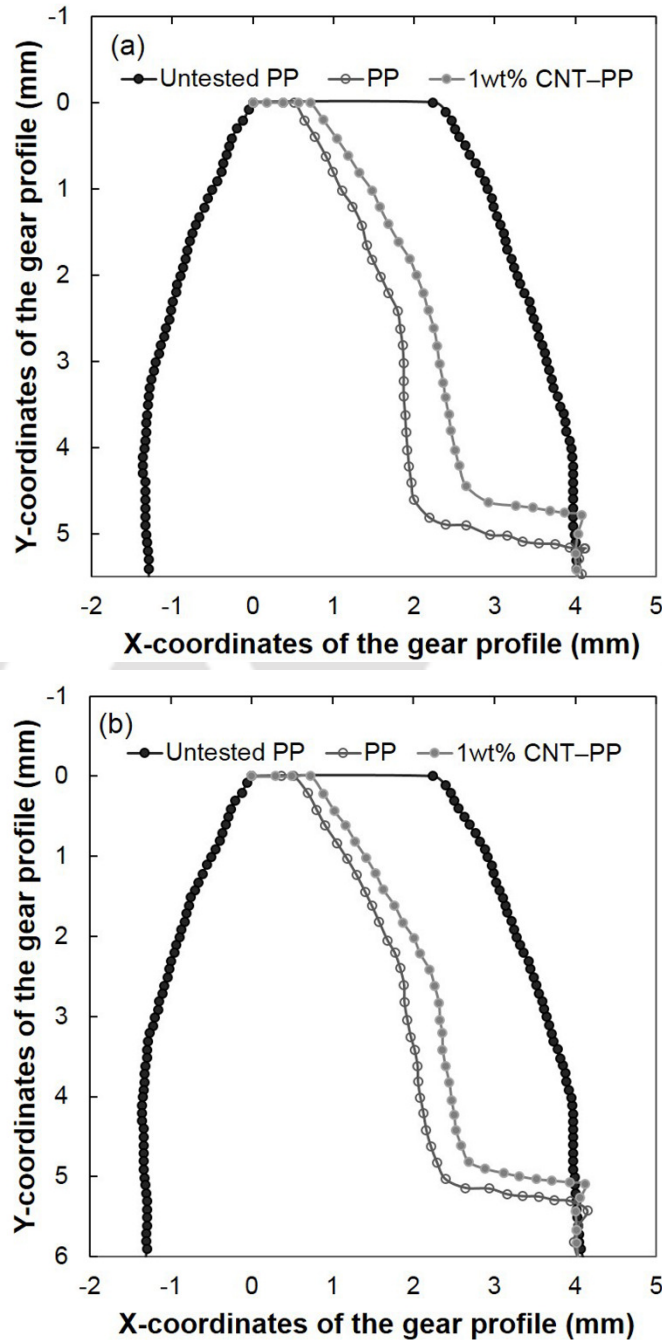 -1
(a)
Untested PP PP 1wt% CNT–PP
0
1
2
3
4
5
Y-coordinates of the gear profile (mm)
-2 -1 0 1 2 3 4 5
X-coordinates of the gear profile (mm)
-1
(b)
Untested PP PP 1wt% CNT–PP
0
1
2
3
4
5
6
Y-coordinates of the gear profile (mm)
-2 -1 0 1 2 3 4 5
X-coordinates of the gear profile (mm)